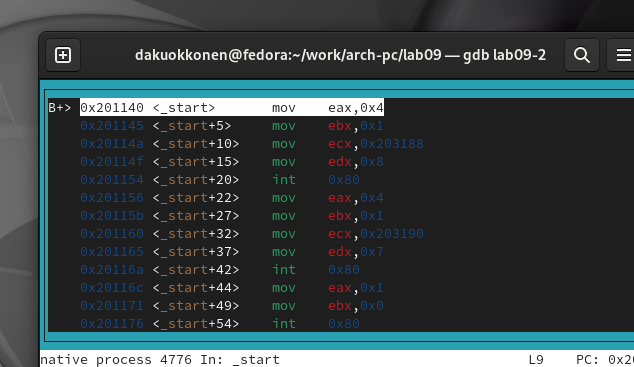 dakuokkonen@fedora:~/work/arch-pc/lab09 — gdb lab09-2
B+> 0x201140 <_start> mov eax,0x4
0x201145 <_start+5> mov ebx,0x1
0x20114a <_start+10> mov ecx,0x203188
0x20114f <_start+15> mov edx,0x8
0x201154 <_start+20> int 0x80
0x201156 <_start+22> mov eax,0x4
0x20115b <_start+27> mov ebx,0x1
0x201160 <_start+32> mov ecx,0x203190
0x201165 <_start+37> mov edx,0x7
0x20116a <_start+42> int 0x80
0x20116c <_start+44> mov eax,0x1
0x201171 <_start+49> mov ebx,0x0
0x201176 <_start+54> int 0x80
native process 4776 In: _start L9 PC: 0x20